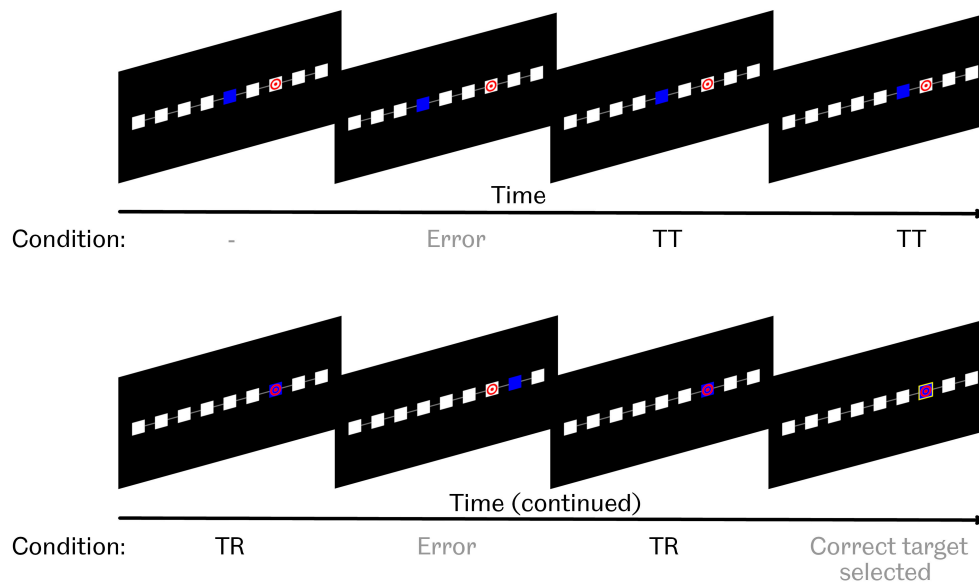 Time
Condition: - Error TT TT
Time (continued)
Condition: TR Error TR Correct target
selected